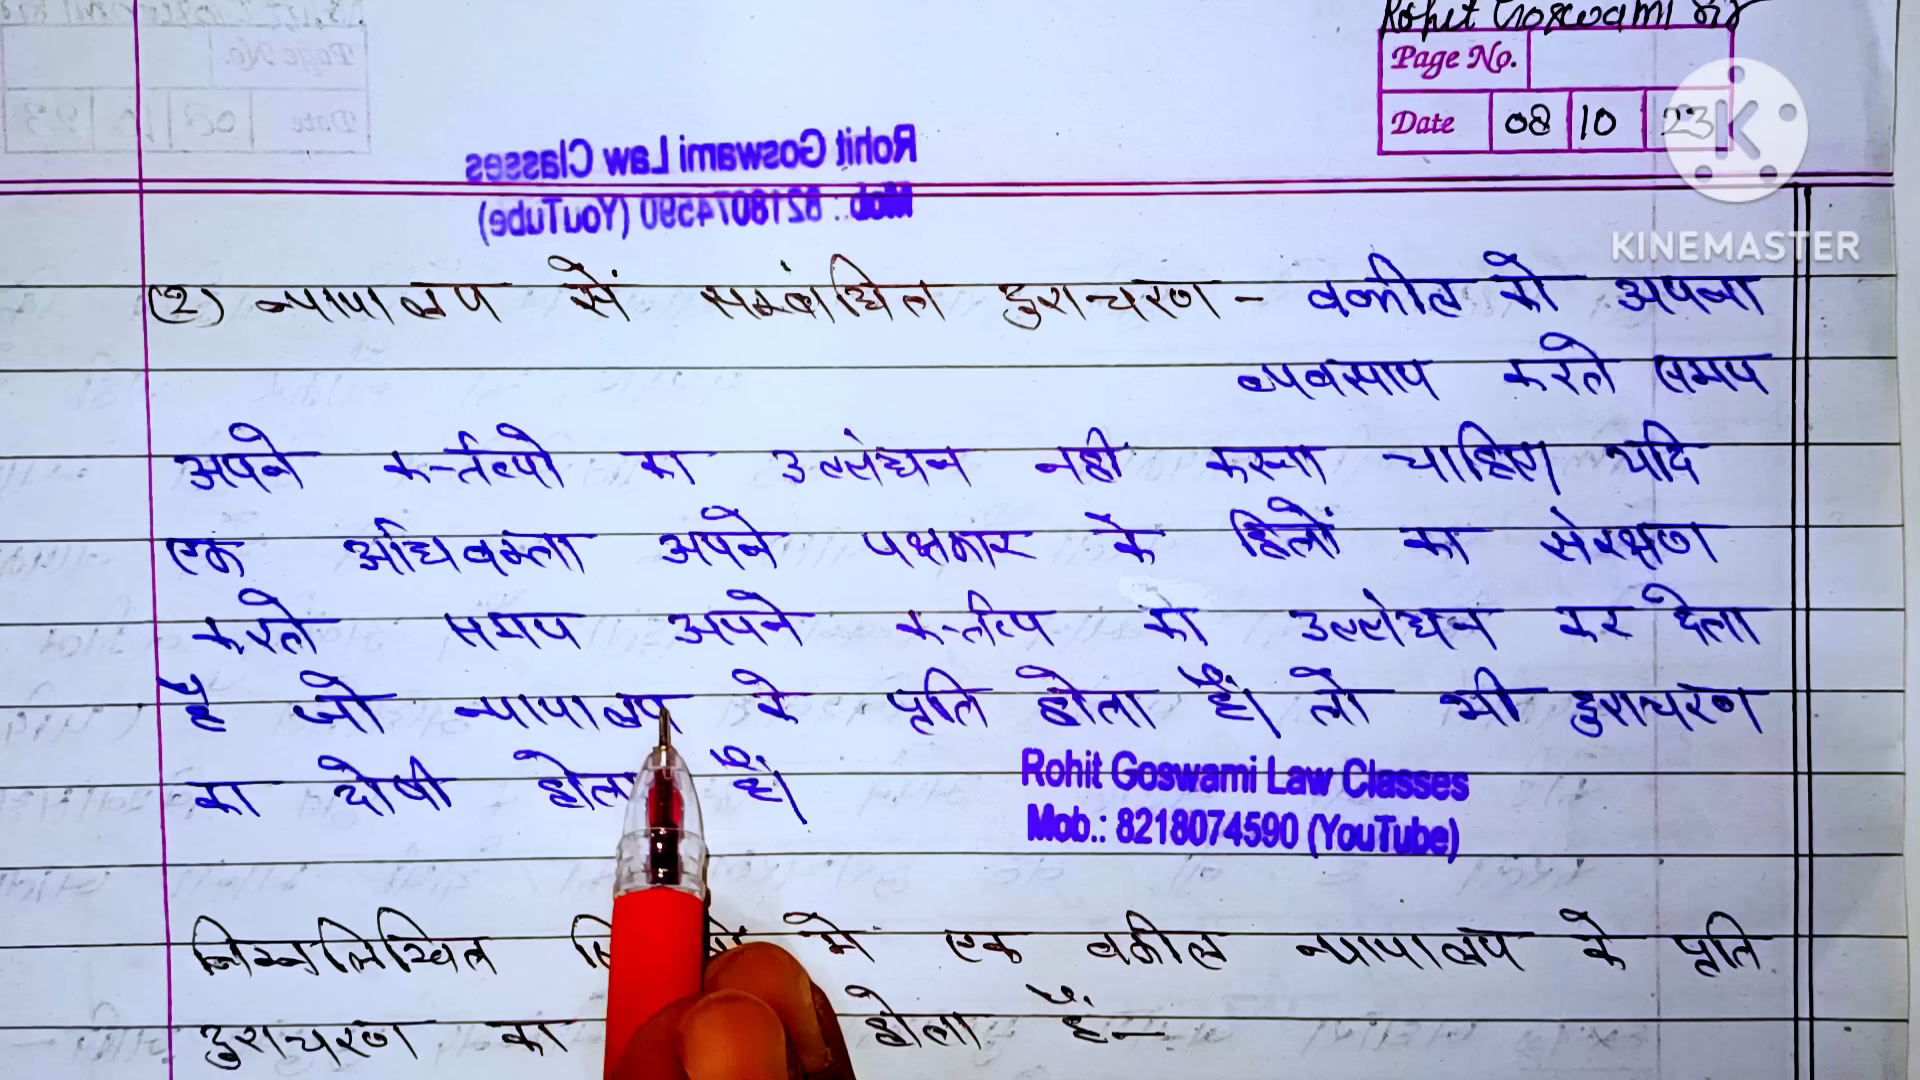 Rohit Goswami Sir
Page No.
Date 08 10 23
KINEMASTER
Rohit Goswami Law Classes
Mob.: 8218074590 (YouTube)
(2) न्यायालय से संबंधित दुराचरण - वकील को अपना
व्यवसाय करते समय
अपने कर्तव्यो का उल्लंघन नही करना चाहिए। यदि
एक अधिवक्ता अपने पक्षकार के हितों का संरक्षण
करते समय अपने कर्तव्य का उल्लंघन कर देता
है जो न्यायालय के प्रति होता है। तो भी दुराचरण
का दोषी होता है।
Rohit Goswami Law Classes
Mob.: 8218074590 (YouTube)
निम्नलिखित में एक वकील न्यायालय के प्रति
दुराचरण का होता है-